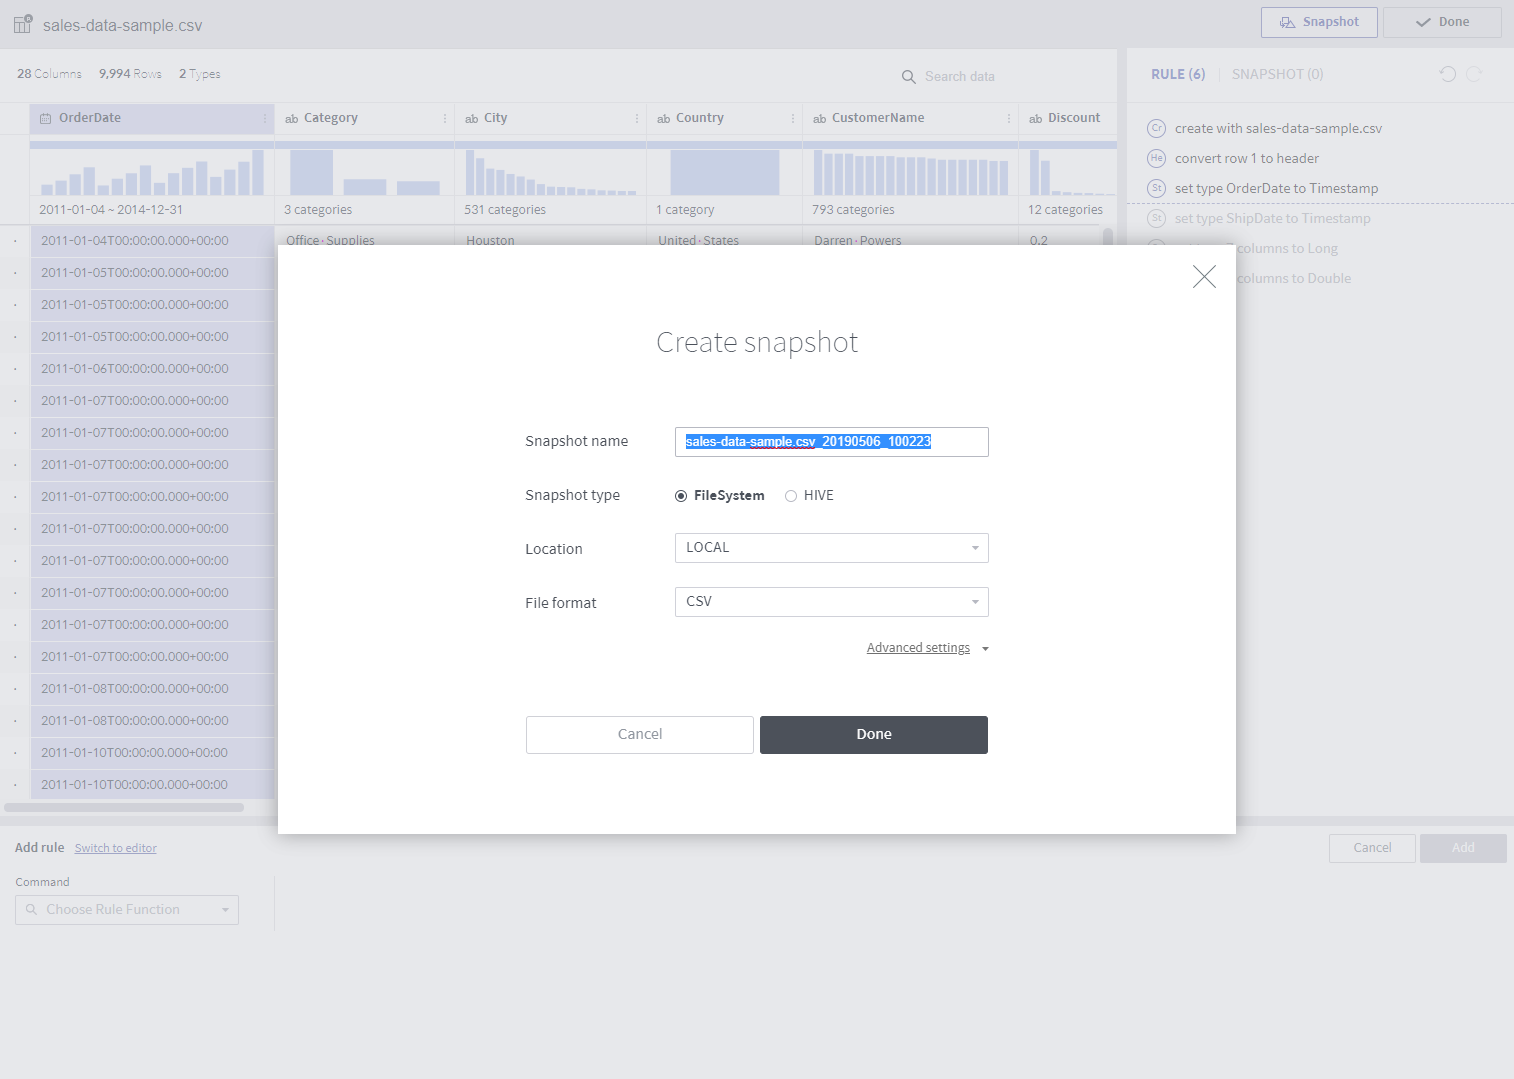 sales-data-sample.csv
Snapshot
Done
28 Columns 9,994 Rows 2 Types
Search data
RULE (6) SNAPSHOT (0)
OrderDate
ab Category
ab City
ab Country
ab CustomerName
ab Discount
2011-01-04 ~ 2014-12-31
3 categories
531 categories
1 category
793 categories
12 categories
Cr create with sales-data-sample.csv
He convert row 1 to header
St set type OrderDate to Timestamp
St set type ShipDate to Timestamp
columns to Long
columns to Double
2011-01-04T00:00:00.000+00:00 Office·Supplies Houston United·States Darren·Powers 0.2
2011-01-05T00:00:00.000+00:00
2011-01-05T00:00:00.000+00:00
2011-01-05T00:00:00.000+00:00
2011-01-06T00:00:00.000+00:00
2011-01-07T00:00:00.000+00:00
2011-01-07T00:00:00.000+00:00
2011-01-07T00:00:00.000+00:00
2011-01-07T00:00:00.000+00:00
2011-01-07T00:00:00.000+00:00
2011-01-07T00:00:00.000+00:00
2011-01-07T00:00:00.000+00:00
2011-01-07T00:00:00.000+00:00
2011-01-07T00:00:00.000+00:00
2011-01-08T00:00:00.000+00:00
2011-01-08T00:00:00.000+00:00
2011-01-10T00:00:00.000+00:00
2011-01-10T00:00:00.000+00:00
Create snapshot
Snapshot name
sales-data-sample.csv_20190506_100223
Snapshot type
FileSystem HIVE
Location
LOCAL
File format
CSV
Advanced settings
Cancel
Done
Add rule Switch to editor
Cancel
Add
Command
Choose Rule Function